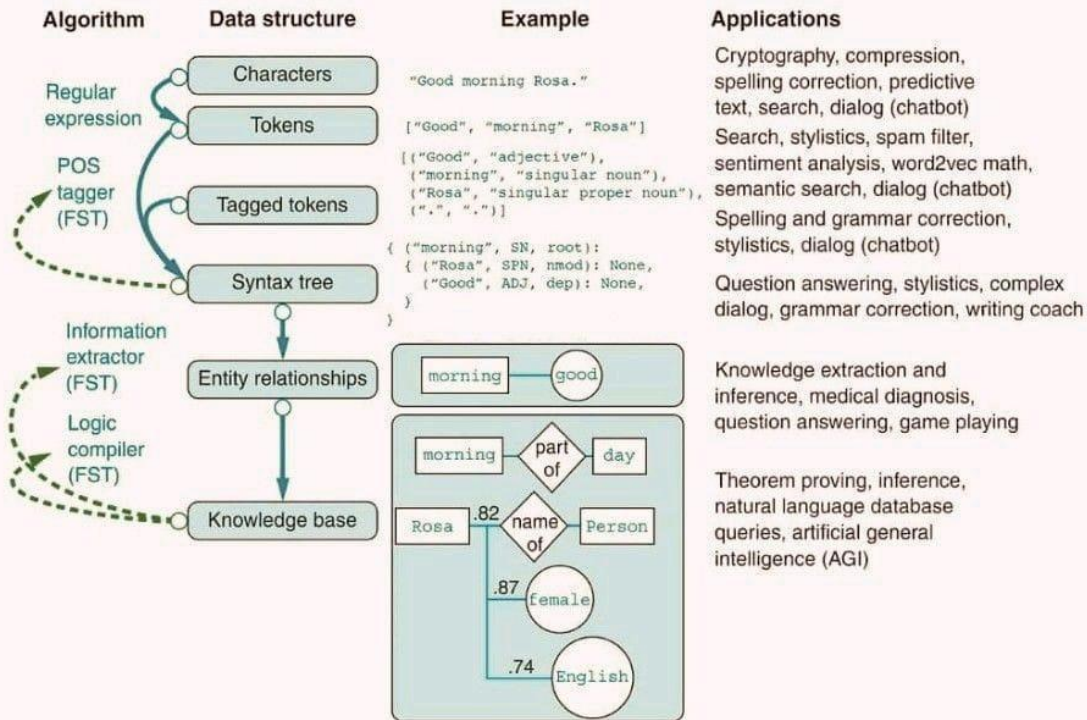 Algorithm Data structure Example Applications
Characters
"Good morning Rosa."
Cryptography, compression,
spelling correction, predictive
text, search, dialog (chatbot)
Regular
expression
Tokens
["Good", "morning", "Rosa"]
Search, stylistics, spam filter,
sentiment analysis, word2vec math,
semantic search, dialog (chatbot)
POS
tagger
(FST)
Tagged tokens
[("Good", "adjective"),
("morning", "singular noun"),
("Rosa", "singular proper noun"),
(".", ".")]
Spelling and grammar correction,
stylistics, dialog (chatbot)
Syntax tree
{ ("morning", SN, root):
{ ("Rosa", SPN, nmod): None,
("Good", ADJ, dep): None,
}
}
Question answering, stylistics, complex
dialog, grammar correction, writing coach
Information
extractor
(FST)
Entity relationships
morning good
Knowledge extraction and
inference, medical diagnosis,
question answering, game playing
Logic
compiler
(FST)
Knowledge base
morning part of day
Rosa .82 name of Person
.87 female
.74 English
Theorem proving, inference,
natural language database
queries, artificial general
intelligence (AGI)